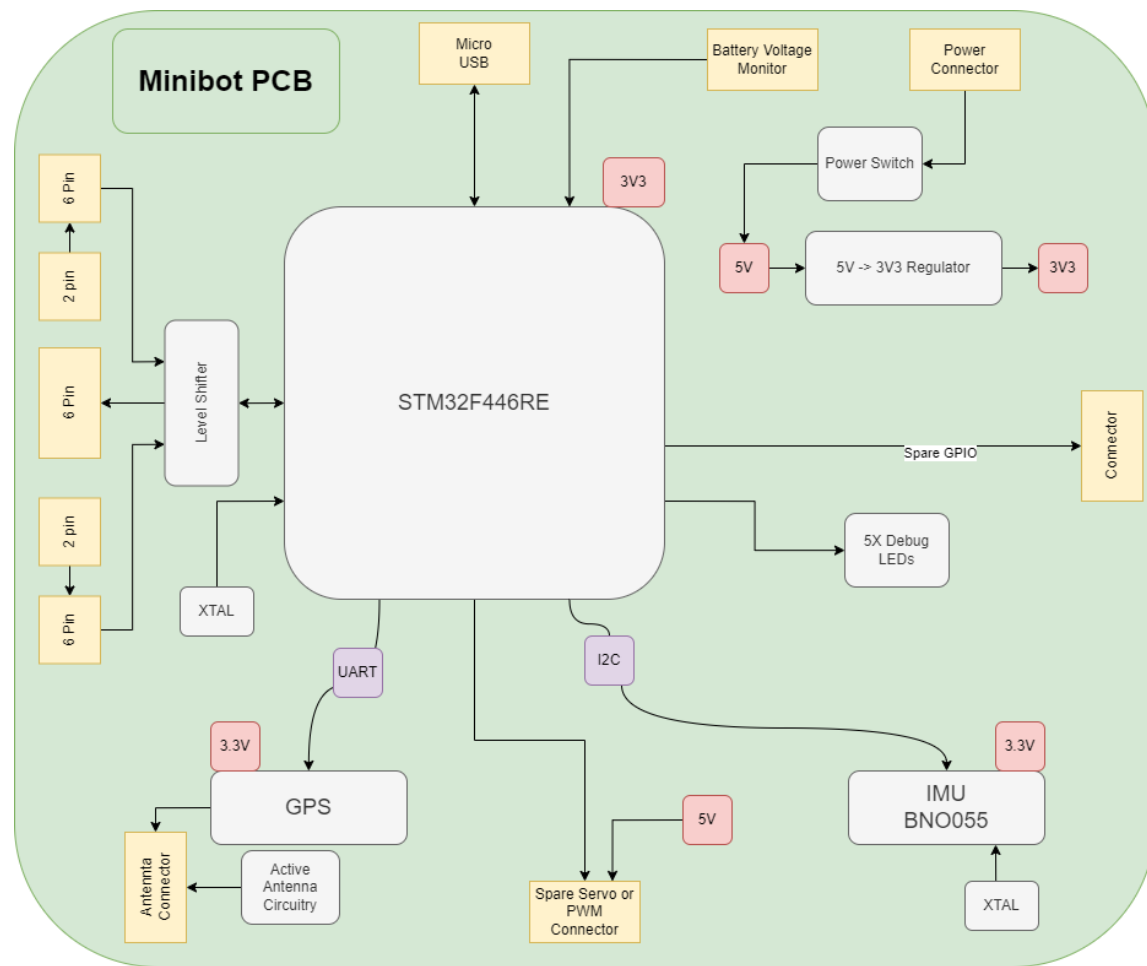 Minibot PCB
Micro
USB
Battery Voltage
Monitor
Power
Connector
Power Switch
3V3
5V
5V -> 3V3 Regulator
3V3
6 Pin
2 pin
6 Pin
2 pin
6 Pin
Level Shifter
STM32F446RE
Spare GPIO
Connector
5X Debug
LEDs
XTAL
UART
I2C
3.3V
GPS
Antennta
Connector
Active
Antenna
Circuitry
5V
Spare Servo or
PWM
Connector
3.3V
IMU
BNO055
XTAL